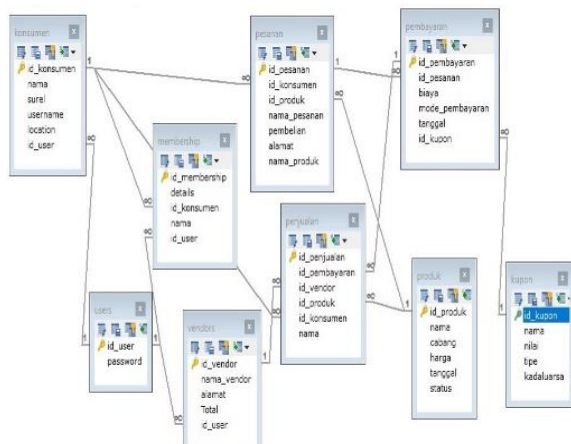 konsumen
id_konsumen
nama
surel
username
location
id_user
pesanan
id_pesanan
id_konsumen
id_produk
nama_pesanan
pembelian
alamat
nama_produk
pembayaran
id_pembayaran
id_pesanan
biaya
mode_pembayaran
tanggal
id_kupon
membership
id_membership
details
id_konsumen
nama
id_user
penjualan
id_penjualan
id_pembayaran
id_vendor
id_produk
id_konsumen
nama
users
id_user
password
vendors
id_vendor
nama_vendor
alamat
Total
id_user
produk
id_produk
nama
cabang
harga
tanggal
status
kupon
id_kupon
nama
nilai
tipe
kadaluarsa